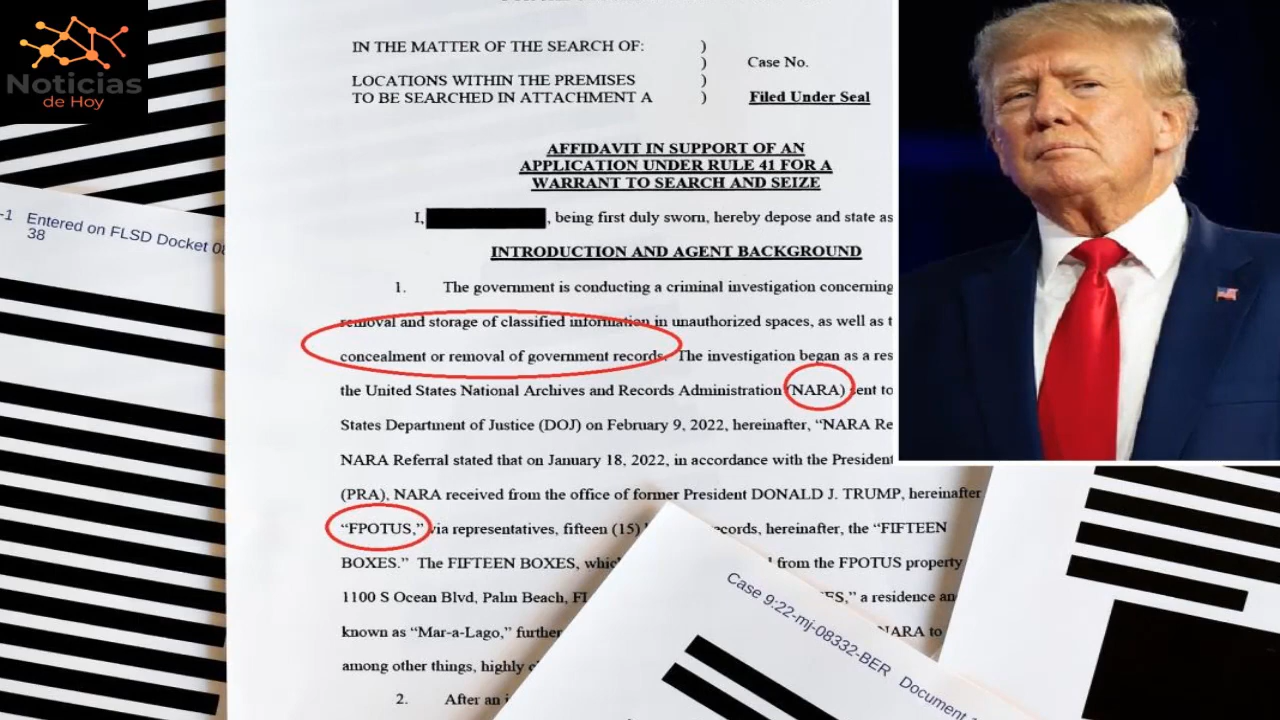 Noticias
de Hoy
IN THE MATTER OF THE SEARCH OF: )
) Case No.
LOCATIONS WITHIN THE PREMISES )
TO BE SEARCHED IN ATTACHMENT A ) Filed Under Seal
AFFIDAVIT IN SUPPORT OF AN
APPLICATION UNDER RULE 41 FOR A
WARRANT TO SEARCH AND SEIZE
I, , being first duly sworn, hereby depose and state as
INTRODUCTION AND AGENT BACKGROUND
1. The government is conducting a criminal investigation concerning
removal and storage of classified information in unauthorized spaces, as well as t
concealment or removal of government records. The investigation began as a res
the United States National Archives and Records Administration (NARA) sent to
States Department of Justice (DOJ) on February 9, 2022, hereinafter, “NARA Re
NARA Referral stated that on January 18, 2022, in accordance with the President
(PRA), NARA received from the office of former President DONALD J. TRUMP, hereinafter
“FPOTUS,” via representatives, fifteen (15) ecords, hereinafter, the “FIFTEEN
BOXES.” The FIFTEEN BOXES, whic from the FPOTUS property
1100 S Ocean Blvd, Palm Beach, FL ES,” a residence an
known as “Mar-a-Lago,” further NARA to
among other things, highly c
2. After an i
-1 Entered on FLSD Docket 08
38
Case 9:22-mj-08332-BER Document 1